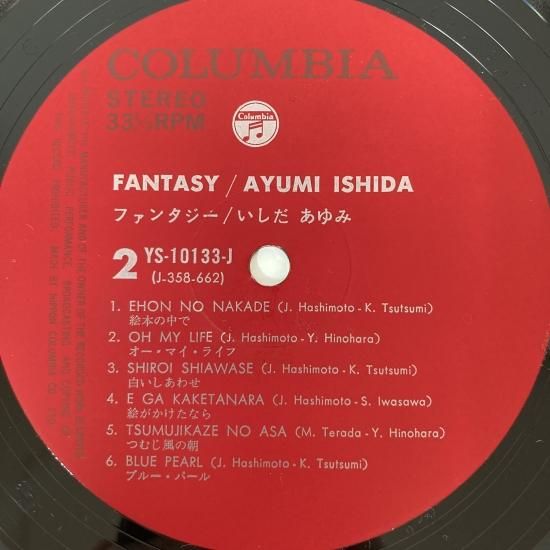 COLUMBIA
STEREO
33⅓RPM
Columbia
FANTASY / AYUMI ISHIDA
ファンタジー/いしだ あゆみ
2 YS-10133-J
(J-358-662)
1. EHON NO NAKADE (J. Hashimoto - K. Tsutsumi)
絵本の中で
2. OH MY LIFE (J. Hashimoto - Y. Hinohara)
オー・マイ・ライフ
3. SHIROI SHIAWASE (J. Hashimoto - K. Tsutsumi)
白いしあわせ
4. E GA KAKETANARA (J. Hashimoto - S. Iwasawa)
絵がかけたなら
5. TSUMUJIKAZE NO ASA (M. Terada - Y. Hinohara)
つむじ風の朝
6. BLUE PEARL (J. Hashimoto - K. Tsutsumi)
ブルー・パール